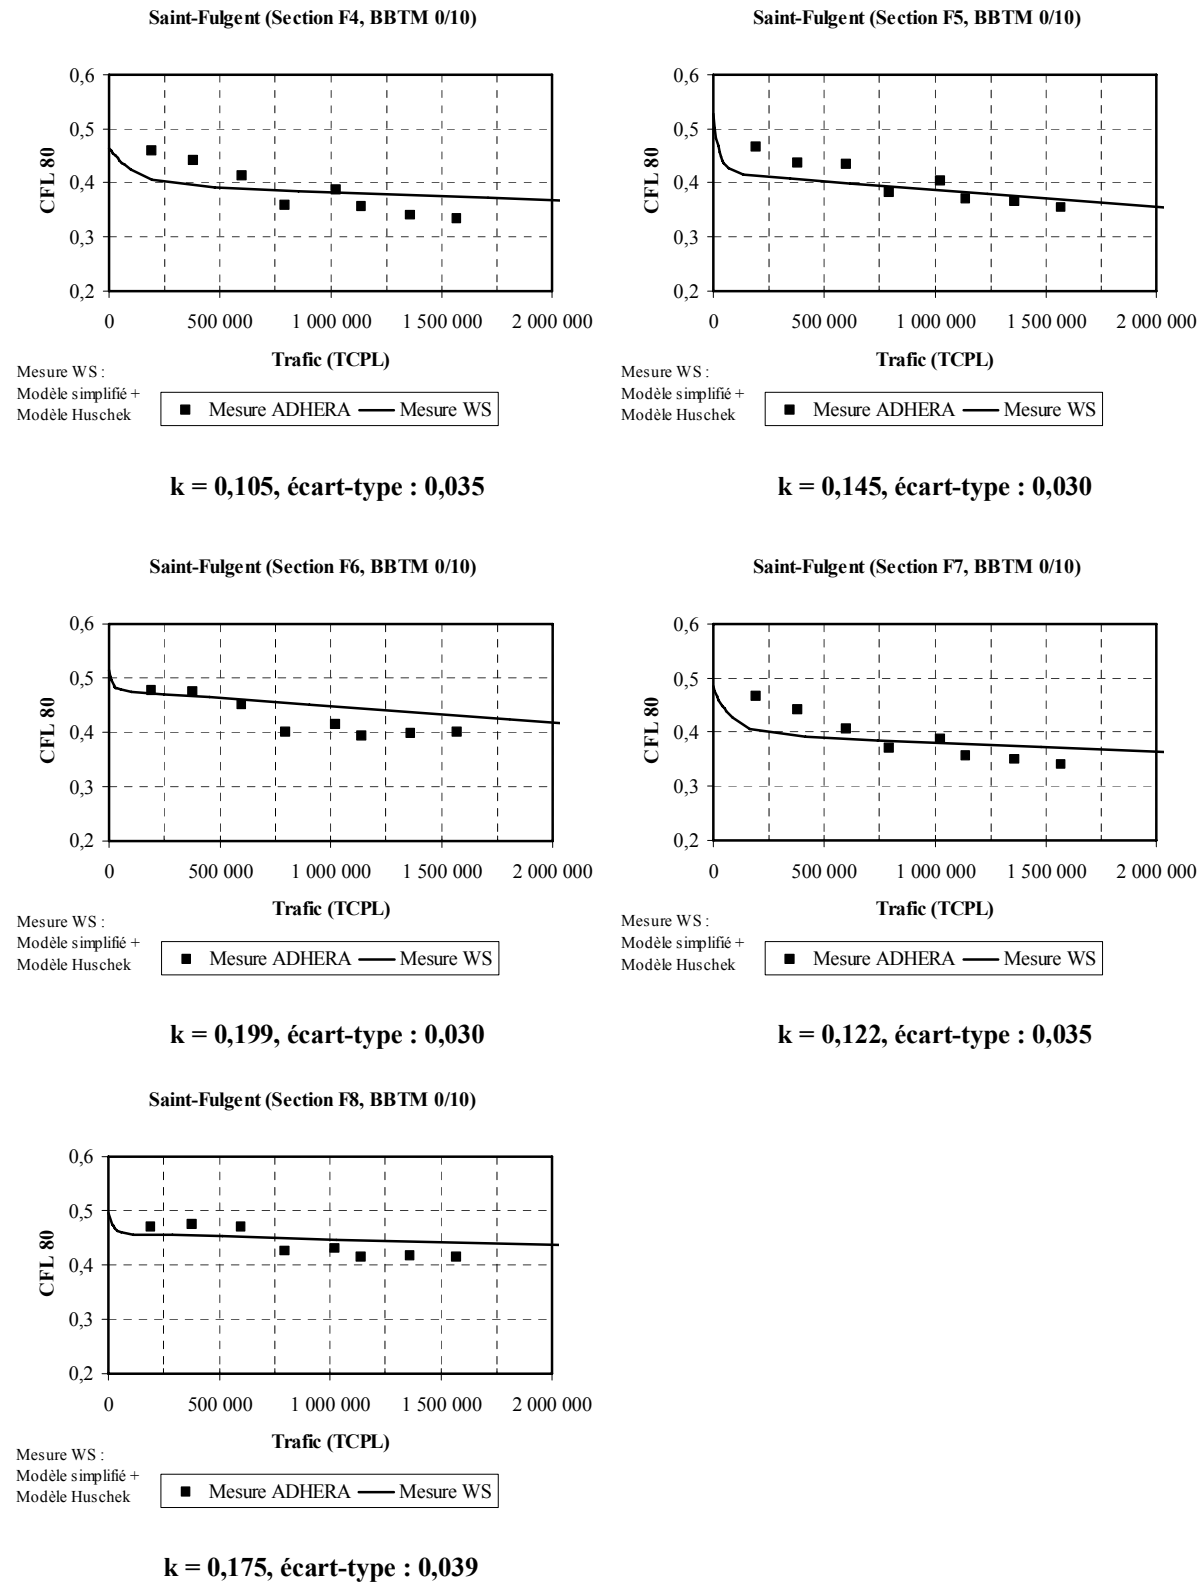 Saint-Fulgent (Section F4, BBTM 0/10)
0,6
0,5
0,4
0,3
0,2
CFL 80
0 500 000 1 000 000 1 500 000 2 000 000
Trafic (TCPL)
Mesure WS :
Modèle simplifié +
Modèle Huschek
Mesure ADHERA Mesure WS
k = 0,105, écart-type : 0,035
Saint-Fulgent (Section F5, BBTM 0/10)
0,6
0,5
0,4
0,3
0,2
CFL 80
0 500 000 1 000 000 1 500 000 2 000 000
Trafic (TCPL)
Mesure WS :
Modèle simplifié +
Modèle Huschek
Mesure ADHERA Mesure WS
k = 0,145, écart-type : 0,030
Saint-Fulgent (Section F6, BBTM 0/10)
0,6
0,5
0,4
0,3
0,2
CFL 80
0 500 000 1 000 000 1 500 000 2 000 000
Trafic (TCPL)
Mesure WS :
Modèle simplifié +
Modèle Huschek
Mesure ADHERA Mesure WS
k = 0,199, écart-type : 0,030
Saint-Fulgent (Section F7, BBTM 0/10)
0,6
0,5
0,4
0,3
0,2
CFL 80
0 500 000 1 000 000 1 500 000 2 000 000
Trafic (TCPL)
Mesure WS :
Modèle simplifié +
Modèle Huschek
Mesure ADHERA Mesure WS
k = 0,122, écart-type : 0,035
Saint-Fulgent (Section F8, BBTM 0/10)
0,6
0,5
0,4
0,3
0,2
CFL 80
0 500 000 1 000 000 1 500 000 2 000 000
Trafic (TCPL)
Mesure WS :
Modèle simplifié +
Modèle Huschek
Mesure ADHERA Mesure WS
k = 0,175, écart-type : 0,039